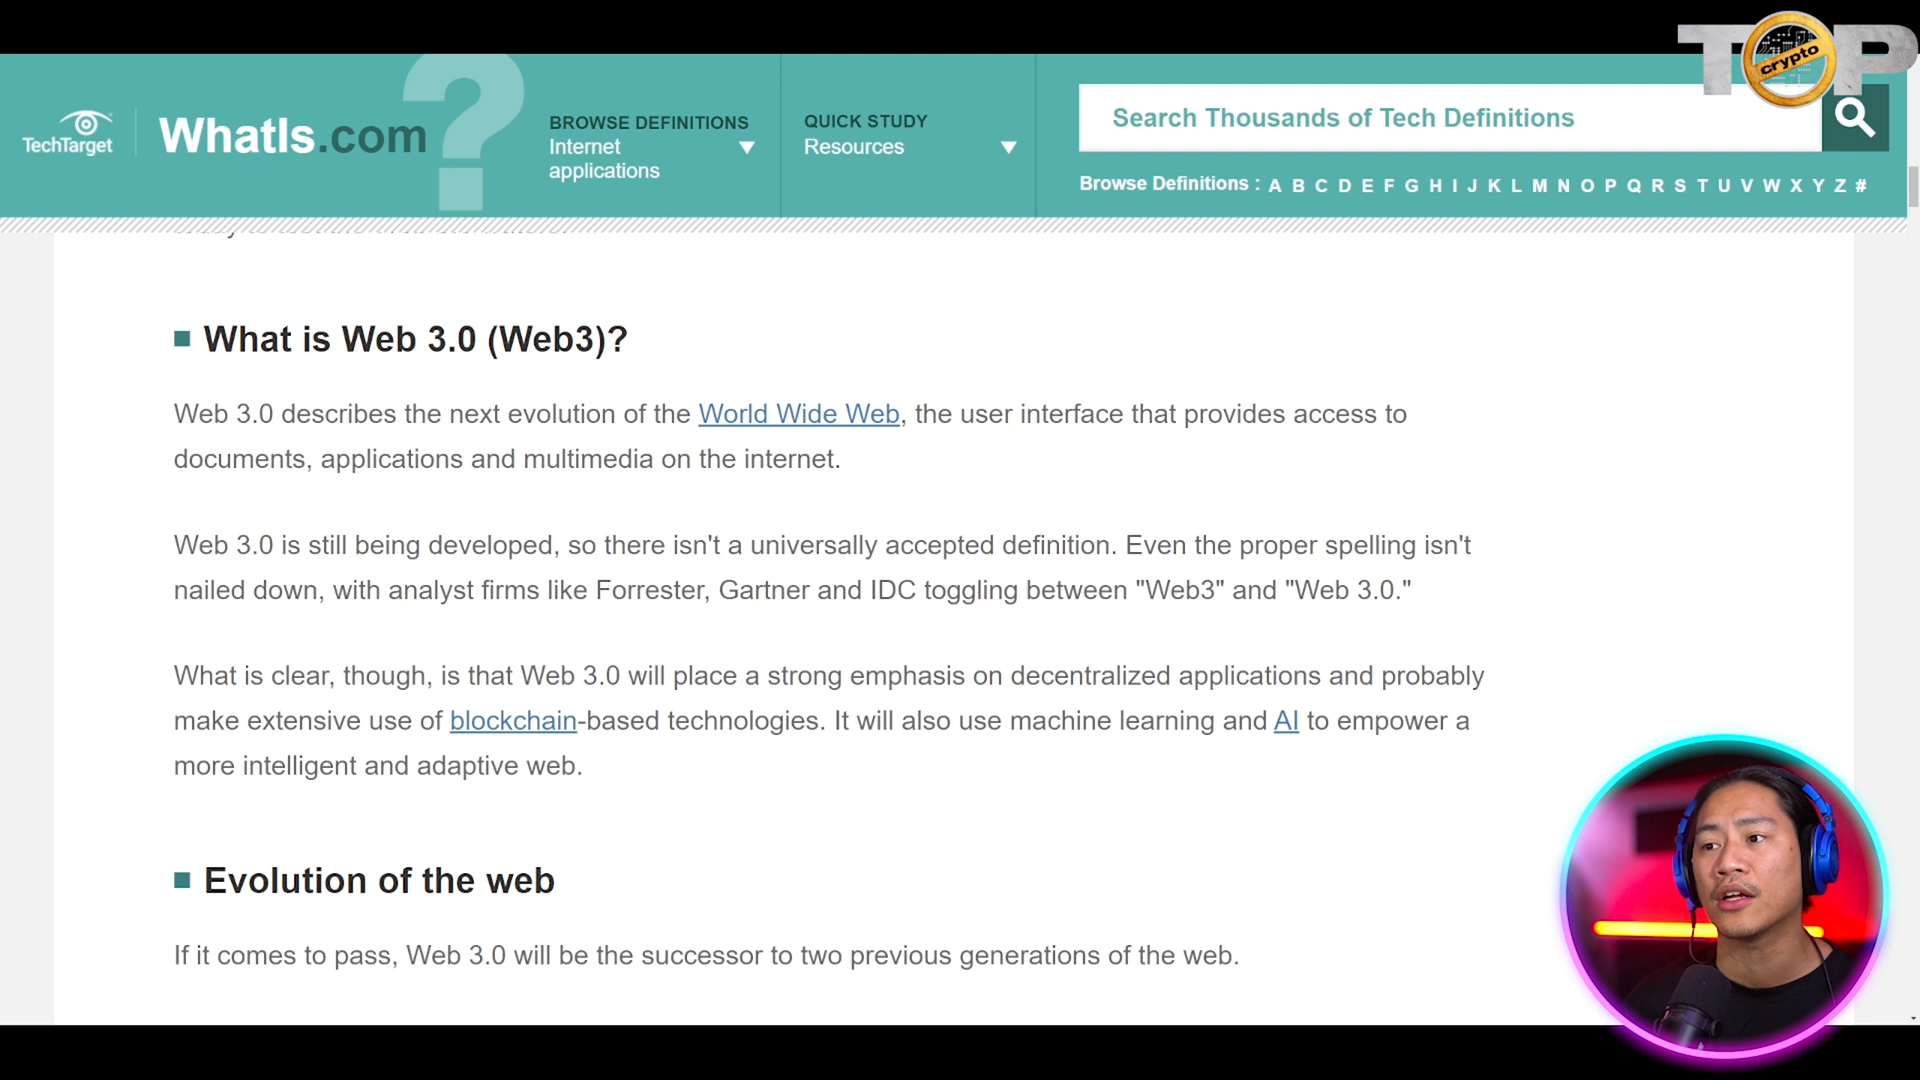 TOP
crypto
TechTarget
WhatIs.com
?
BROWSE DEFINITIONS
Internet
applications
QUICK STUDY
Resources
Search Thousands of Tech Definitions
Browse Definitions : A B C D E F G H I J K L M N O P Q R S T U V W X Y Z #
What is Web 3.0 (Web3)?
Web 3.0 describes the next evolution of the World Wide Web, the user interface that provides access to
documents, applications and multimedia on the internet.
Web 3.0 is still being developed, so there isn't a universally accepted definition. Even the proper spelling isn't
nailed down, with analyst firms like Forrester, Gartner and IDC toggling between "Web3" and "Web 3.0."
What is clear, though, is that Web 3.0 will place a strong emphasis on decentralized applications and probably
make extensive use of blockchain-based technologies. It will also use machine learning and AI to empower a
more intelligent and adaptive web.
Evolution of the web
If it comes to pass, Web 3.0 will be the successor to two previous generations of the web.